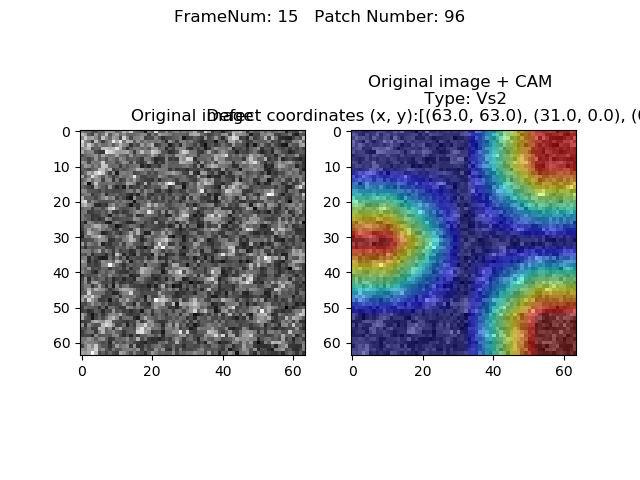 FrameNum: 15   Patch Number: 96
Original image + CAM
Type: Vs2
Original image
Defect coordinates (x, y):[(63.0, 63.0), (31.0, 0.0), (
0
10
20
30
40
50
60
0 20 40 60
0
10
20
30
40
50
60
0 20 40 60